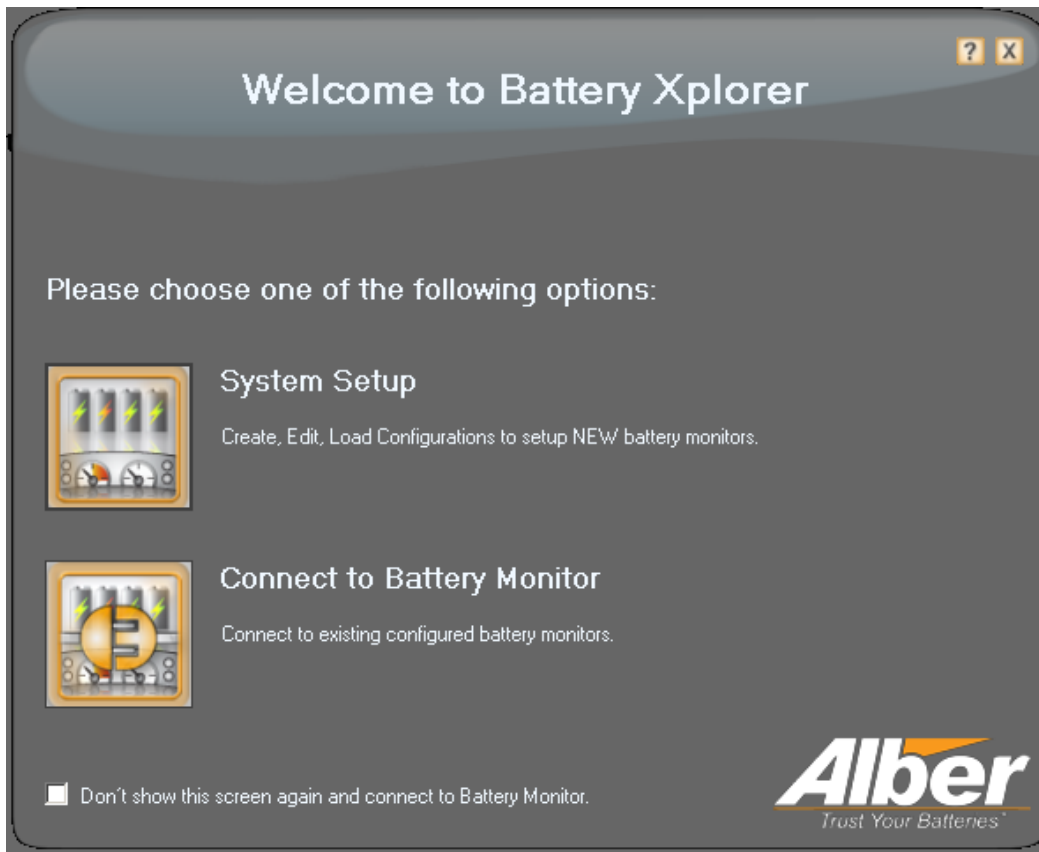 ? X
Welcome to Battery Xplorer
Please choose one of the following options:
System Setup
Create, Edit, Load Configurations to setup NEW battery monitors.
Connect to Battery Monitor
Connect to existing configured battery monitors.
Don't show this screen again and connect to Battery Monitor.
Alber
Trust Your Batteries